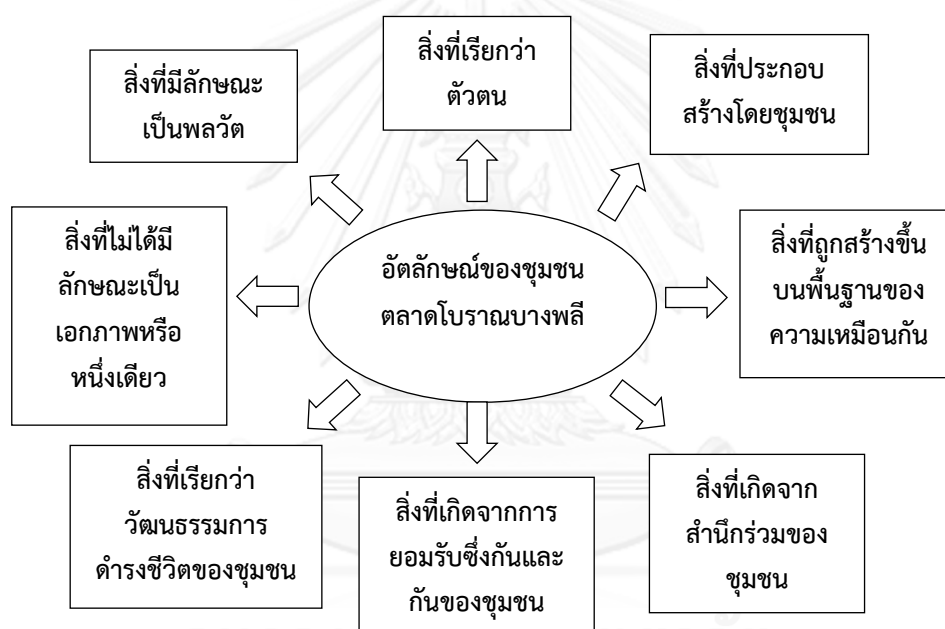 สิ่งที่เรียกว่า
ตัวตน
สิ่งที่มีลักษณะ
เป็นพลวัต
สิ่งที่ประกอบ
สร้างโดยชุมชน
สิ่งที่ไม่ได้มี
ลักษณะเป็น
เอกภาพหรือ
หนึ่งเดียว
อัตลักษณ์ของชุมชน
ตลาดโบราณบางพลี
สิ่งที่ถูกสร้างขึ้น
บนพื้นฐานของ
ความเหมือนกัน
สิ่งที่เรียกว่า
วัฒนธรรมการ
ดำรงชีวิตของชุมชน
สิ่งที่เกิดจากการ
ยอมรับซึ่งกันและ
กันของชุมชน
สิ่งที่เกิดจาก
สำนึกร่วมของ
ชุมชน